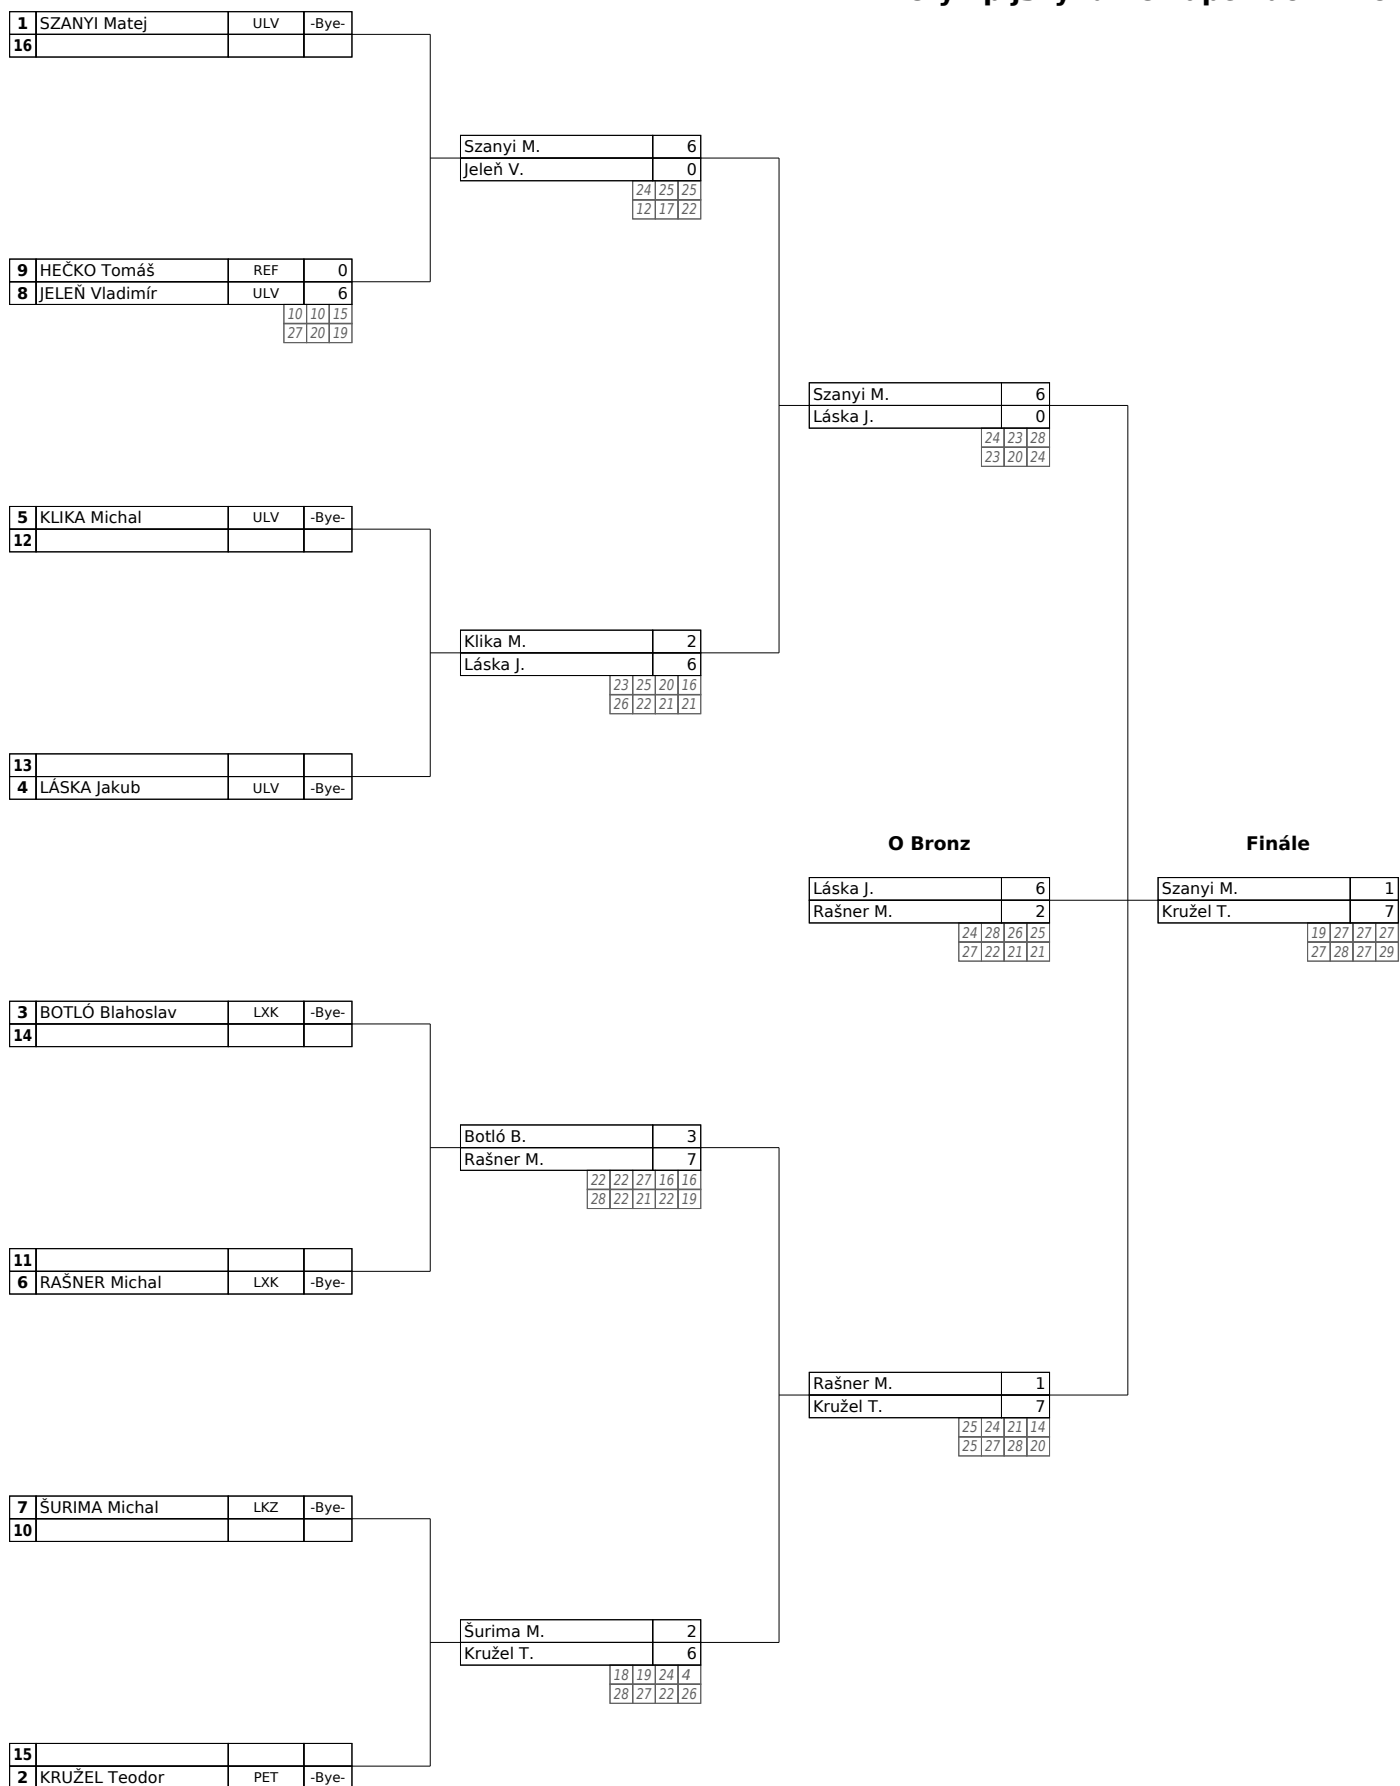 1 SZANYI Matej ULV -Bye-
16
Szanyi M. 6
Jeleň V. 0
24 25 25
12 17 22
9 HEČKO Tomáš REF 0
8 JELEŇ Vladimír ULV 6
10 10 15
27 20 19
Szanyi M. 6
Láska J. 0
24 23 28
23 20 24
5 KLIKA Michal ULV -Bye-
12
Klika M. 2
Láska J. 6
23 25 20 16
26 22 21 21
13
4 LÁSKA Jakub ULV -Bye-
O Bronz Finále
Láska J. 6 Szanyi M. 1
Rašner M. 2 Kružel T. 7
24 28 26 25 19 27 27 27
27 22 21 21 27 28 27 29
3 BOTLÓ Blahoslav LXK -Bye-
14
Botló B. 3
Rašner M. 7
22 22 27 16 16
28 22 21 22 19
11
6 RAŠNER Michal LXK -Bye-
Rašner M. 1
Kružel T. 7
25 24 21 14
25 27 28 20
7 ŠURIMA Michal LKZ -Bye-
10
Šurima M. 2
Kružel T. 6
18 19 24 4
28 27 22 26
15
2 KRUŽEL Teodor PET -Bye-